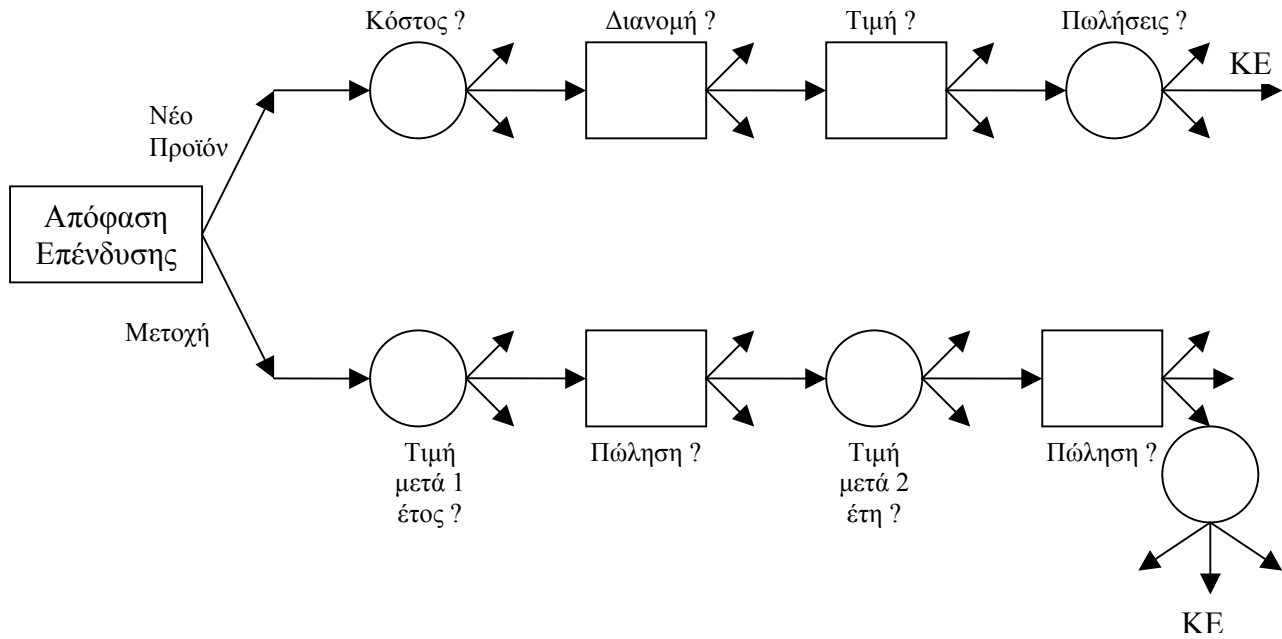 Κόστος ?
Διανομή ?
Τιμή ?
Πωλήσεις ?
ΚΕ
Νέο
Προϊόν
Απόφαση
Επένδυσης
Μετοχή
Τιμή
μετά 1
έτος ?
Πώληση ?
Τιμή
μετά 2
έτη ?
Πώληση ?
ΚΕ